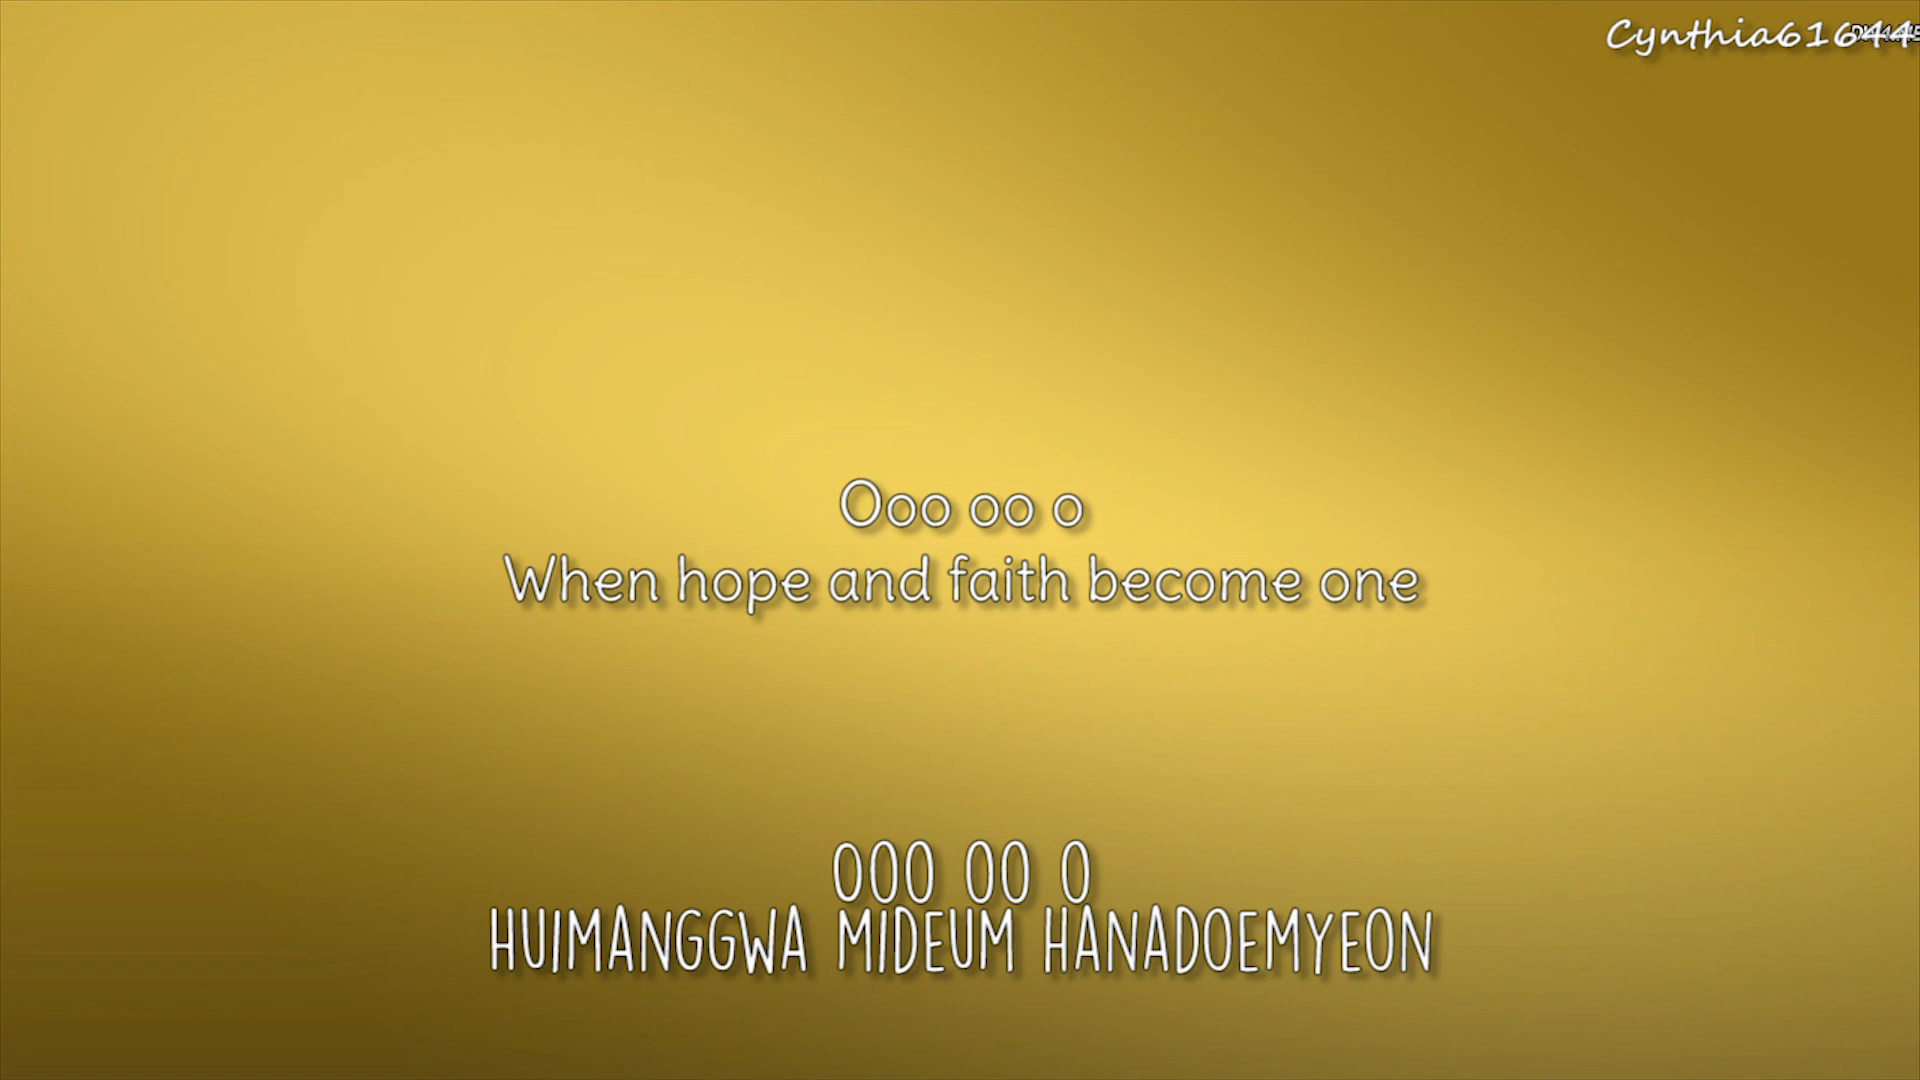 Cynthia61644
Ooo oo o
When hope and faith become one
OOO OO O
HUIMANGGWA MIDEUM HANADOEMYEON